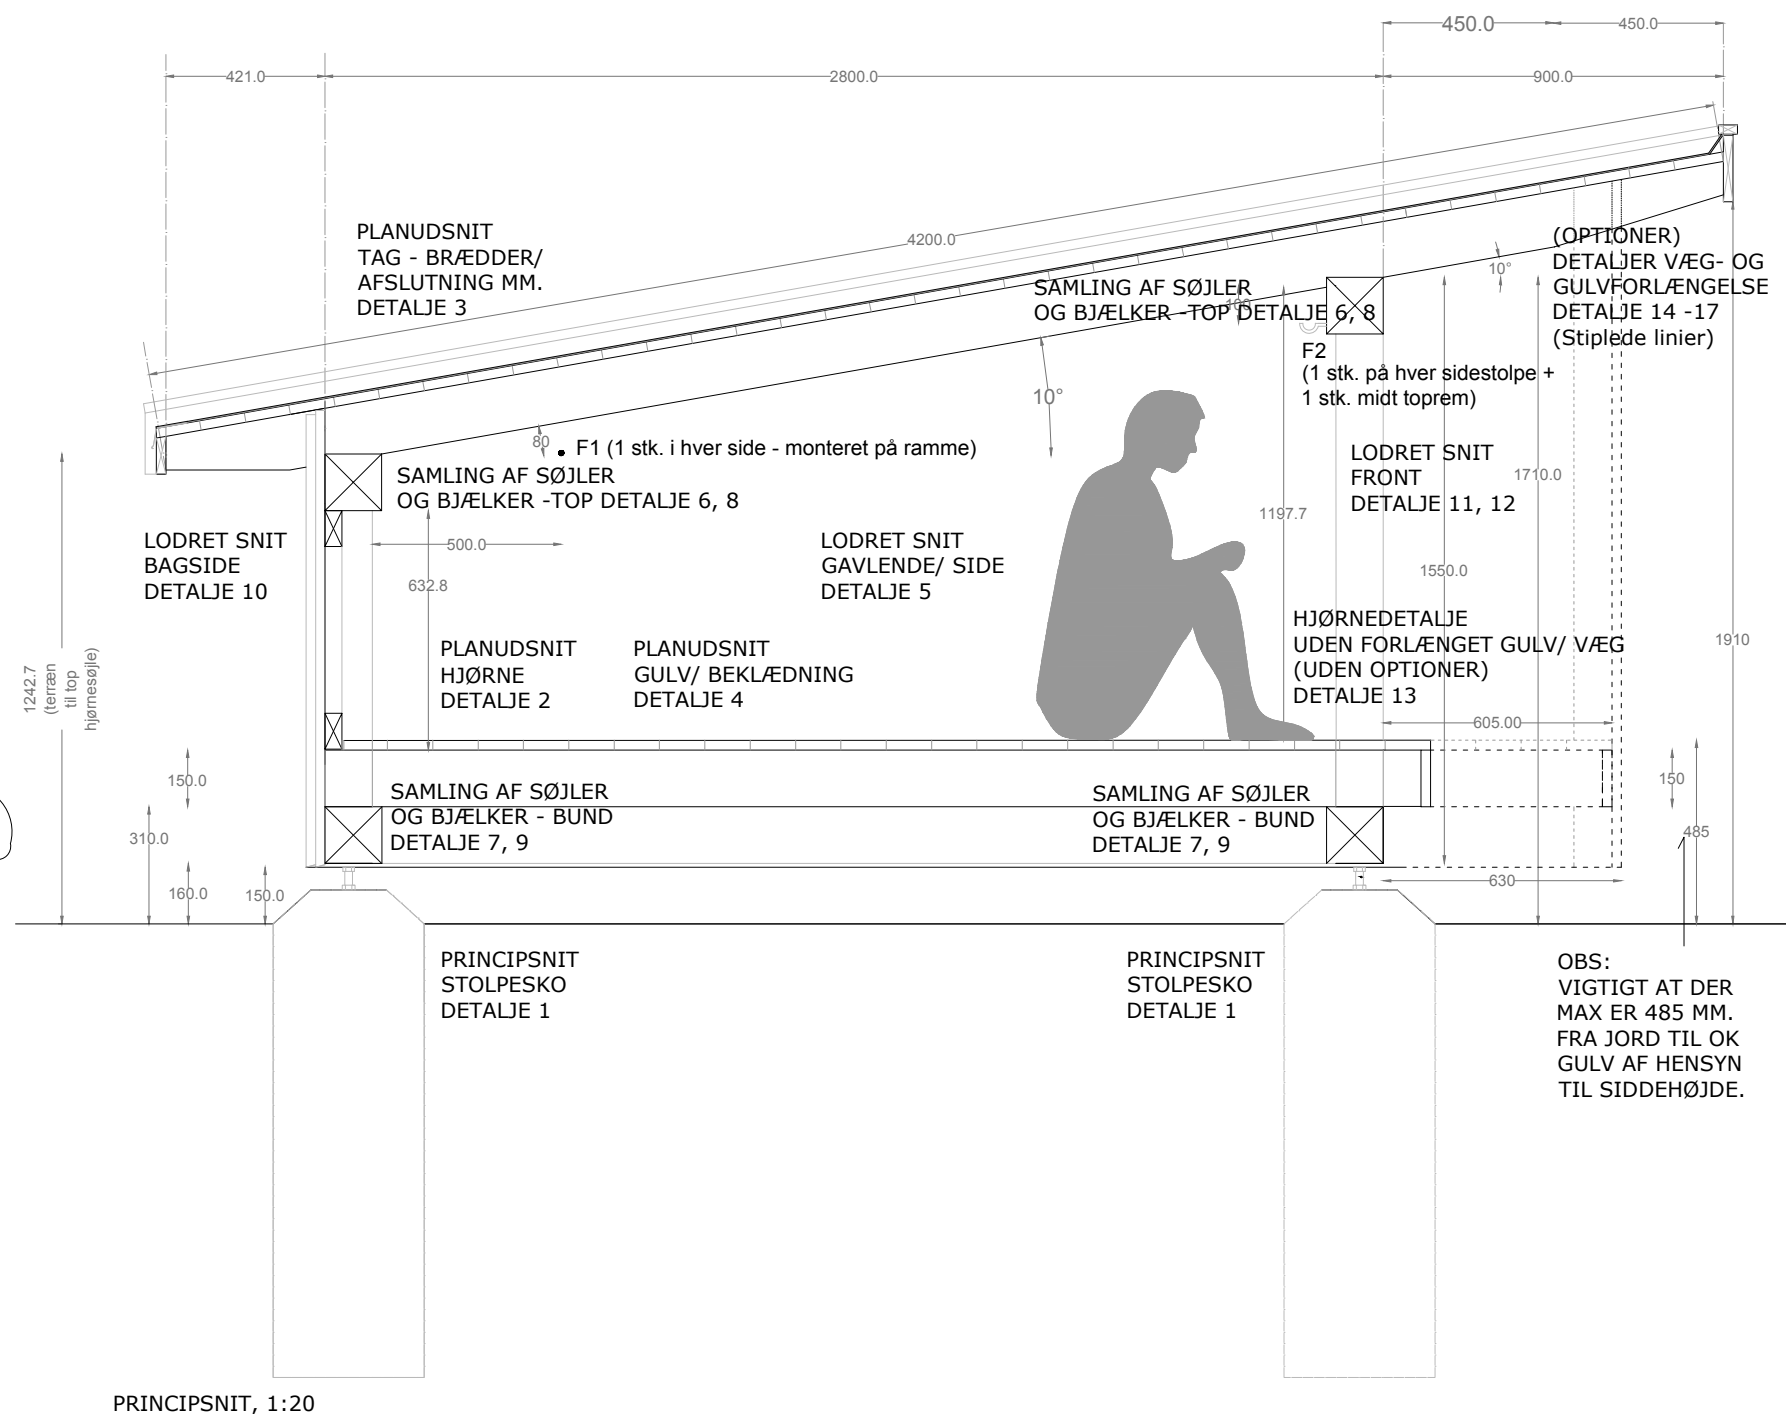 450.0
450.0
421.0
2800.0
900.0
4200.0
PLANUDSNIT
TAG - BRÆDDER/
AFSLUTNING MM.
DETALJE 3
(OPTIONER)
DETALJER VÆG- OG
GULVFORLÆNGELSE
DETALJE 14 -17
(Stiplede linier)
10°
SAMLING AF SØJLER
OG BJÆLKER -TOP DETALJE 6, 8
100
F2
(1 stk. på hver sidestolpe +
1 stk. midt toprem)
10°
80
F1 (1 stk. i hver side - monteret på ramme)
SAMLING AF SØJLER
OG BJÆLKER -TOP DETALJE 6, 8
LODRET SNIT
FRONT
DETALJE 11, 12
1710.0
1197.7
LODRET SNIT
BAGSIDE
DETALJE 10
500.0
632.8
LODRET SNIT
GAVLENDE/ SIDE
DETALJE 5
1550.0
HJØRNEDETALJE
UDEN FORLÆNGET GULV/ VÆG
(UDEN OPTIONER)
DETALJE 13
1910
1242.7
(terræn
til top
hjørnesøjle)
PLANUDSNIT
HJØRNE
DETALJE 2
PLANUDSNIT
GULV/ BEKLÆDNING
DETALJE 4
605.00
150.0
150
310.0
485
160.0
150.0
SAMLING AF SØJLER
OG BJÆLKER - BUND
DETALJE 7, 9
SAMLING AF SØJLER
OG BJÆLKER - BUND
DETALJE 7, 9
630
PRINCIPSNIT
STOLPESKO
DETALJE 1
PRINCIPSNIT
STOLPESKO
DETALJE 1
OBS:
VIGTIGT AT DER
MAX ER 485 MM.
FRA JORD TIL OK
GULV AF HENSYN
TIL SIDDEHØJDE.
PRINCIPSNIT, 1:20